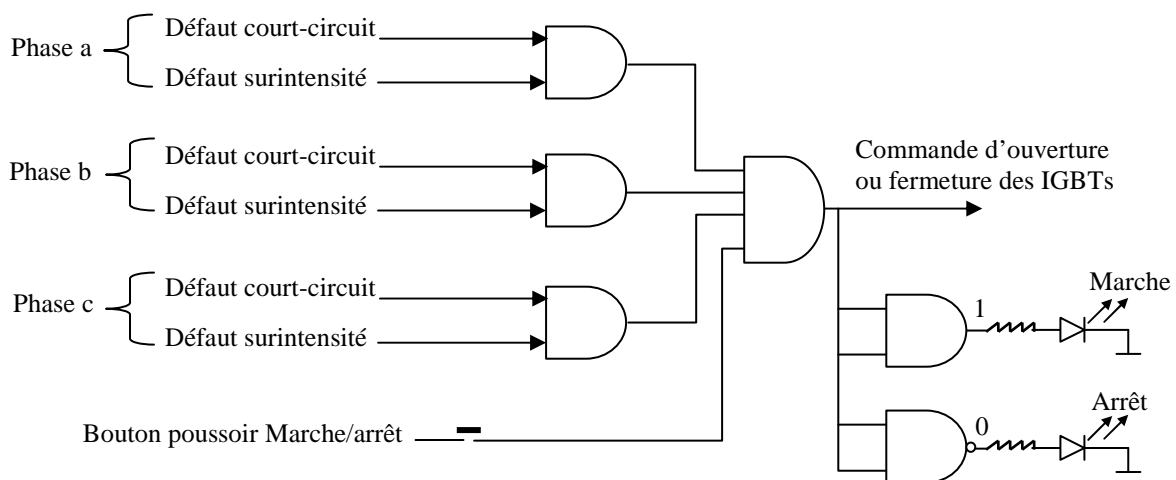 Phase a
Défaut court-circuit
Défaut surintensité
Phase b
Défaut court-circuit
Défaut surintensité
Commande d'ouverture
ou fermeture des IGBTs
Phase c
Défaut court-circuit
Défaut surintensité
Marche
1
Arrêt
0
Bouton poussoir Marche/arrêt